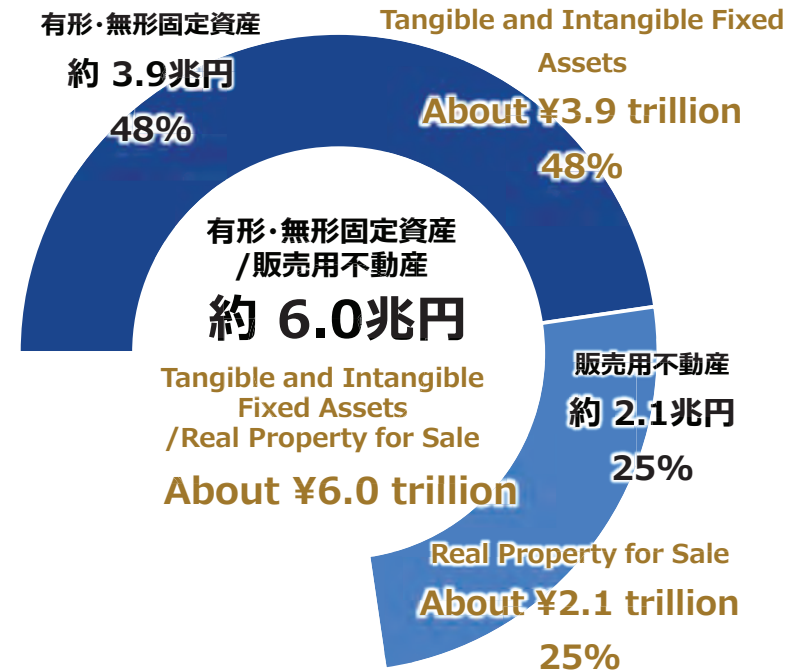 有形・無形固定資産
約 3.9兆円
48%
Tangible and Intangible Fixed
Assets
About ¥3.9 trillion
48%
有形・無形固定資産
/販売用不動産
約 6.0兆円
Tangible and Intangible
Fixed Assets
/Real Property for Sale
About ¥6.0 trillion
販売用不動産
約 2.1兆円
25%
Real Property for Sale
About ¥2.1 trillion
25%